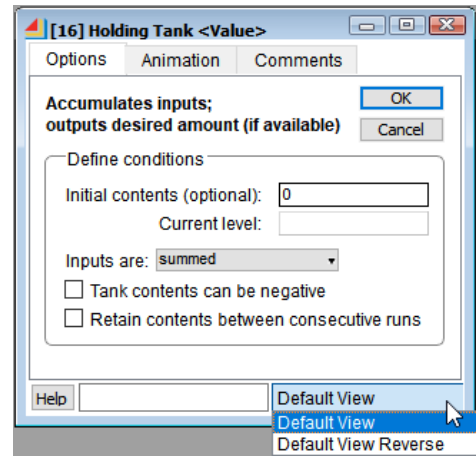 [16] Holding Tank <Value>
Options Animation Comments
Accumulates inputs;
outputs desired amount (if available)
OK
Cancel
Define conditions
Initial contents (optional): 0
Current level:
Inputs are: summed
Tank contents can be negative
Retain contents between consecutive runs
Help
Default View
Default View
Default View Reverse